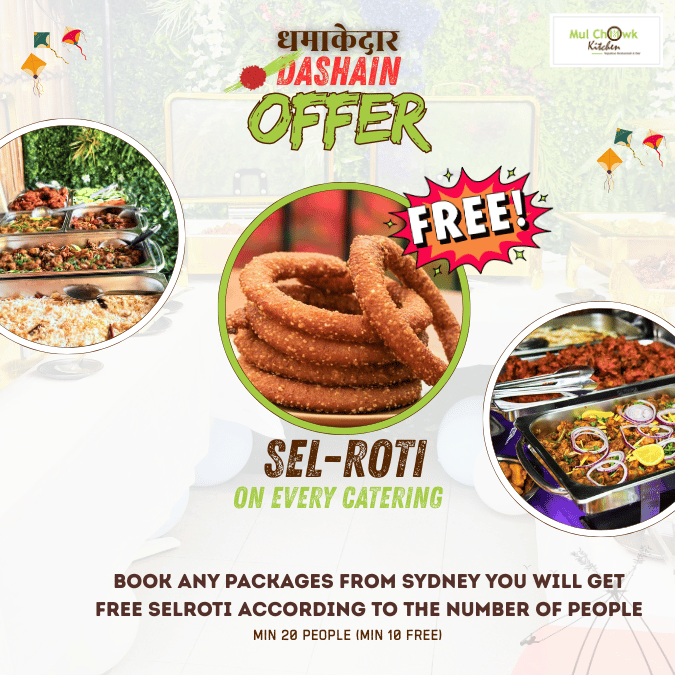 धमाकेदार
DASHAIN
OFFER
Mul Chowk
Kitchen
FREE!
SEL-ROTI
ON EVERY CATERING
BOOK ANY PACKAGES FROM SYDNEY YOU WILL GET
FREE SELROTI ACCORDING TO THE NUMBER OF PEOPLE
MIN 20 PEOPLE (MIN 10 FREE)